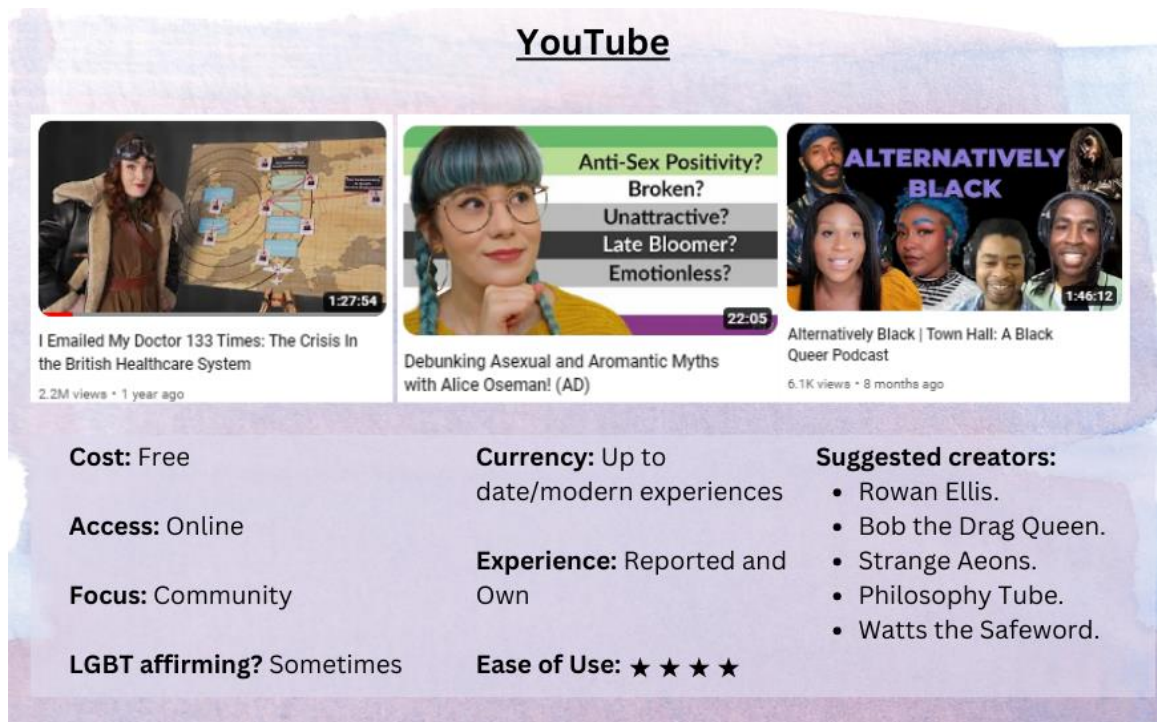 YouTube
1:27:54
I Emailed My Doctor 133 Times: The Crisis In
the British Healthcare System
2.2M views • 1 year ago
Anti-Sex Positivity?
Broken?
Unattractive?
Late Bloomer?
Emotionless?
22:05
Debunking Asexual and Aromantic Myths
with Alice Oseman! (AD)
ALTERNATIVELY
BLACK
1:46:12
Alternatively Black | Town Hall: A Black
Queer Podcast
6.1K views • 8 months ago
Cost: Free
Access: Online
Focus: Community
LGBT affirming? Sometimes
Currency: Up to
date/modern experiences
Experience: Reported and
Own
Ease of Use: ★ ★ ★ ★
Suggested creators:
• Rowan Ellis.
• Bob the Drag Queen.
• Strange Aeons.
• Philosophy Tube.
• Watts the Safeword.